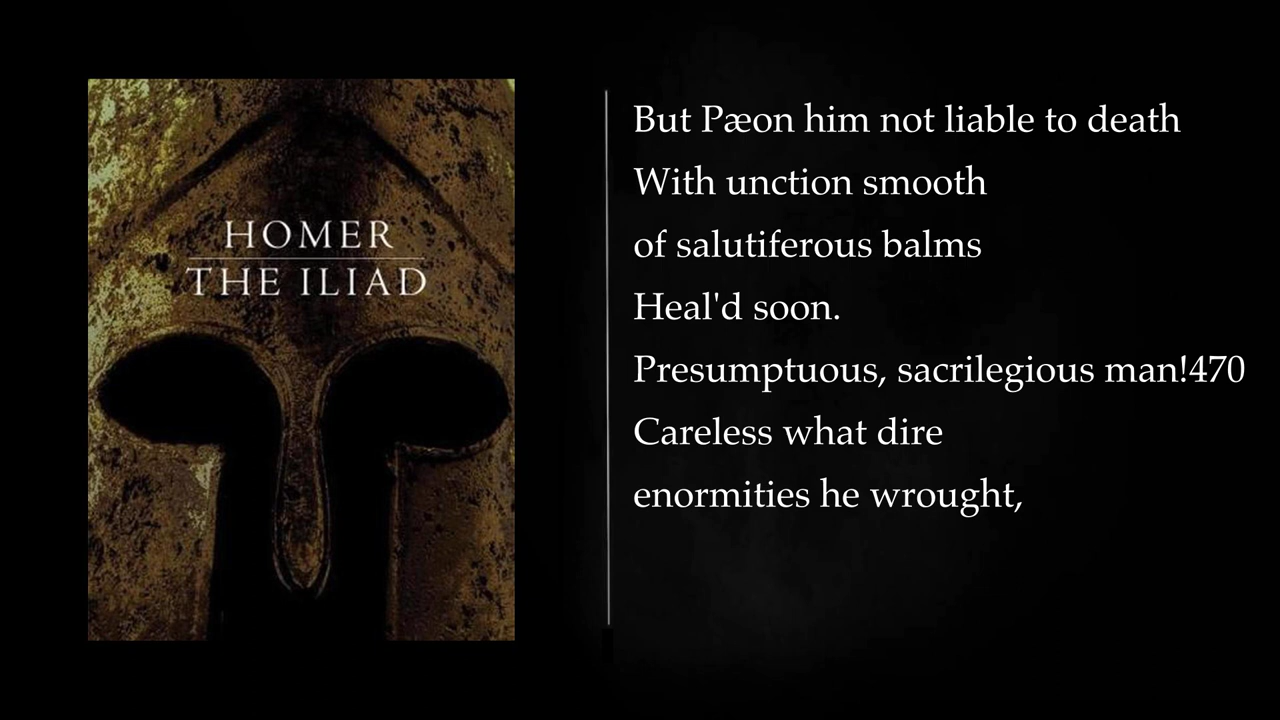 HOMER
THE ILIAD
But Pæon him not liable to death
With unction smooth
of salutiferous balms
Heal'd soon.
Presumptuous, sacrilegious man!470
Careless what dire
enormities he wrought,